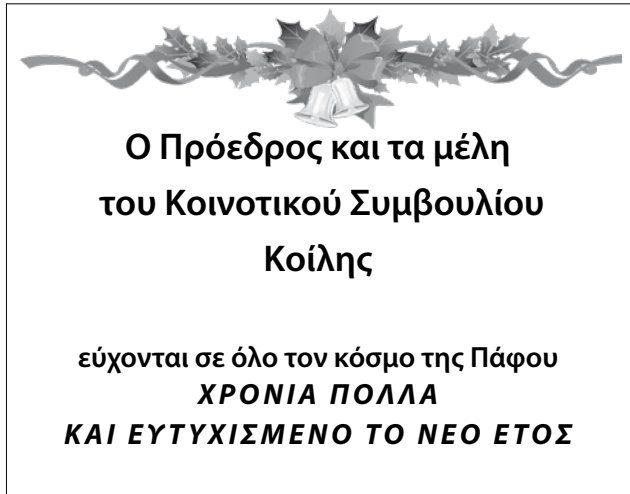 Ο Πρόεδρος και τα μέλη
του Κοινοτικού Συμβουλίου
Κοίλης
εύχονται σε όλο τον κόσμο της Πάφου
ΧΡΟΝΙΑ ΠΟΛΛΑ
ΚΑΙ ΕΥΤΥΧΙΣΜΕΝΟ ΤΟ ΝΕΟ ΕΤΟΣ